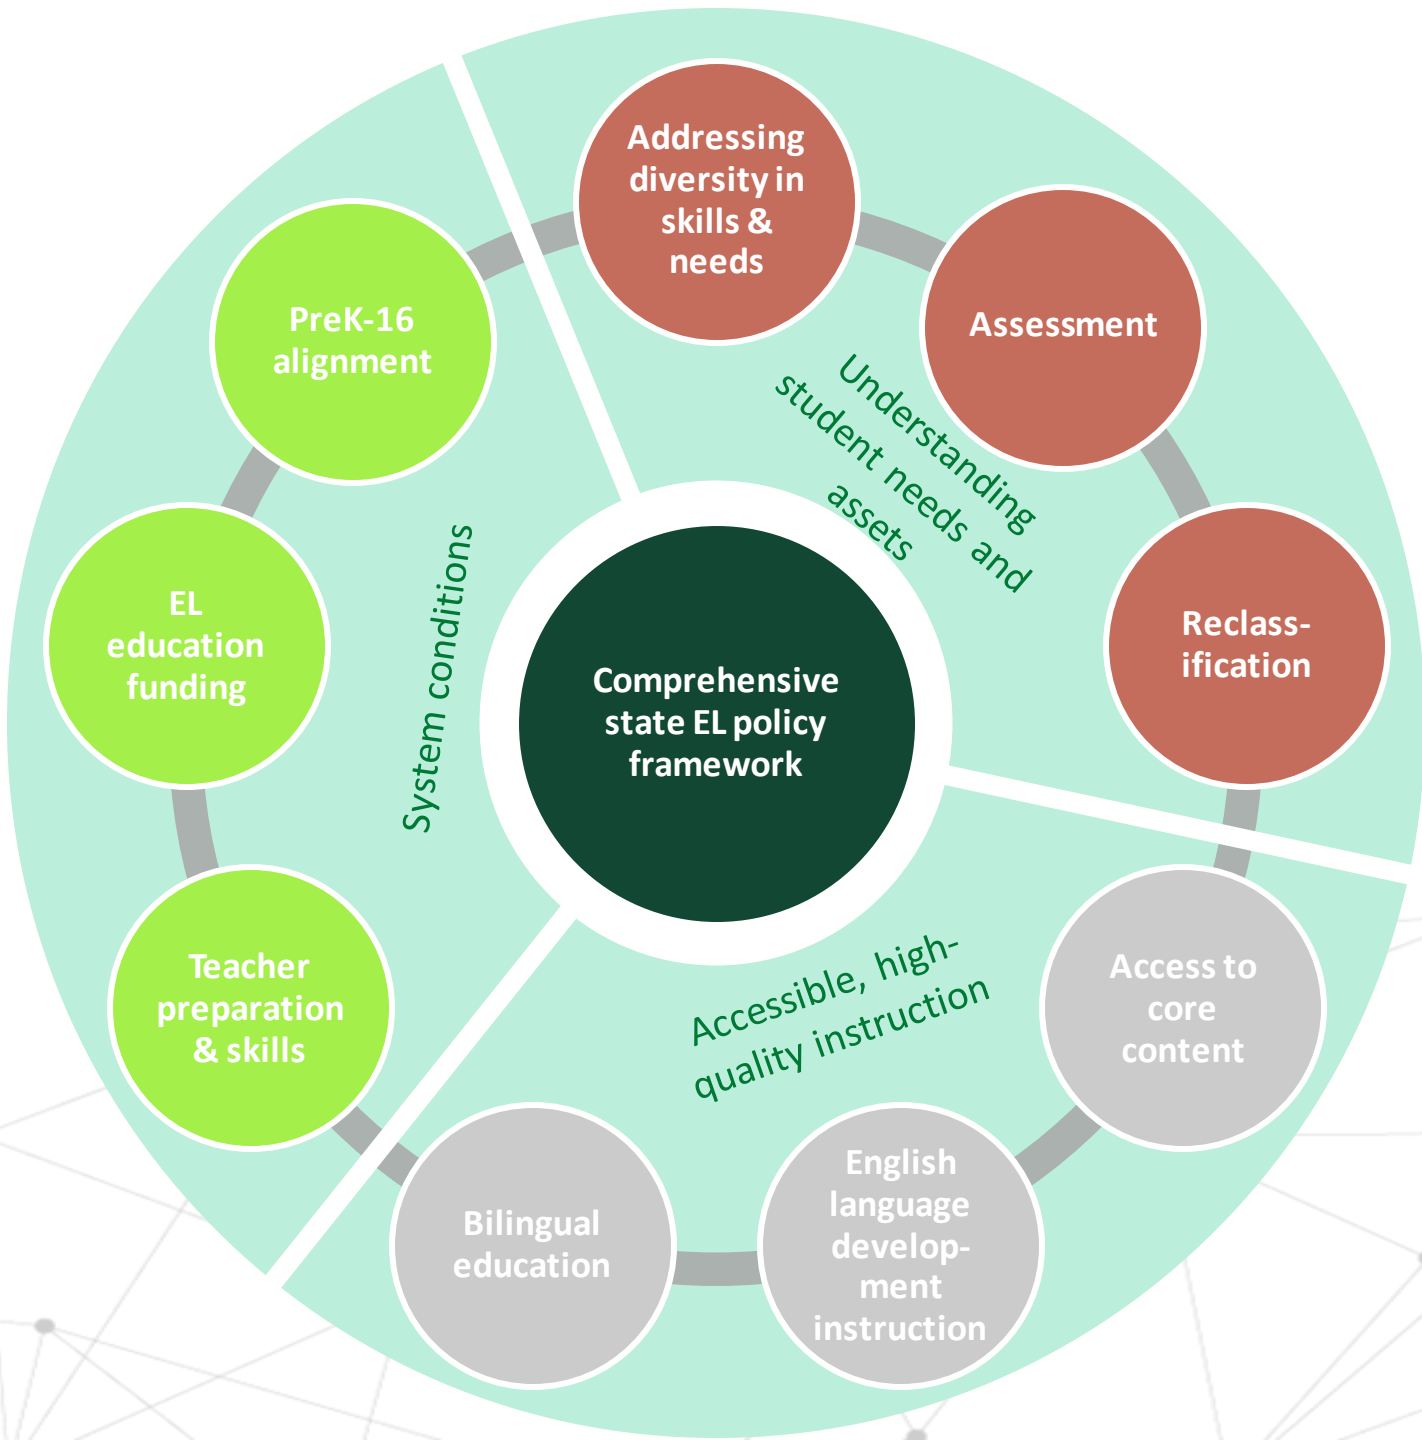 Addressing
diversity in
skills &
needs
Assessment
Reclass-
ification
Understanding
student needs and
assets
Access to
core
content
English
language
develop-
ment
instruction
Bilingual
education
Accessible, high-
quality instruction
Teacher
preparation
& skills
EL
education
funding
PreK-16
alignment
System conditions
Comprehensive
state EL policy
framework